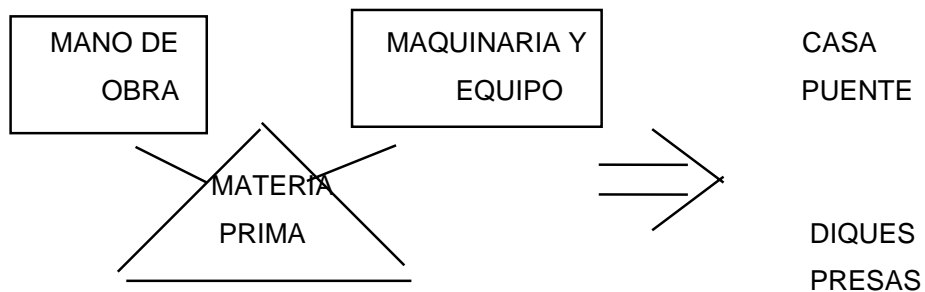 MANO DE
OBRA
MAQUINARIA Y
EQUIPO
CASA
PUENTE
MATERIA
PRIMA
DIQUES
PRESAS